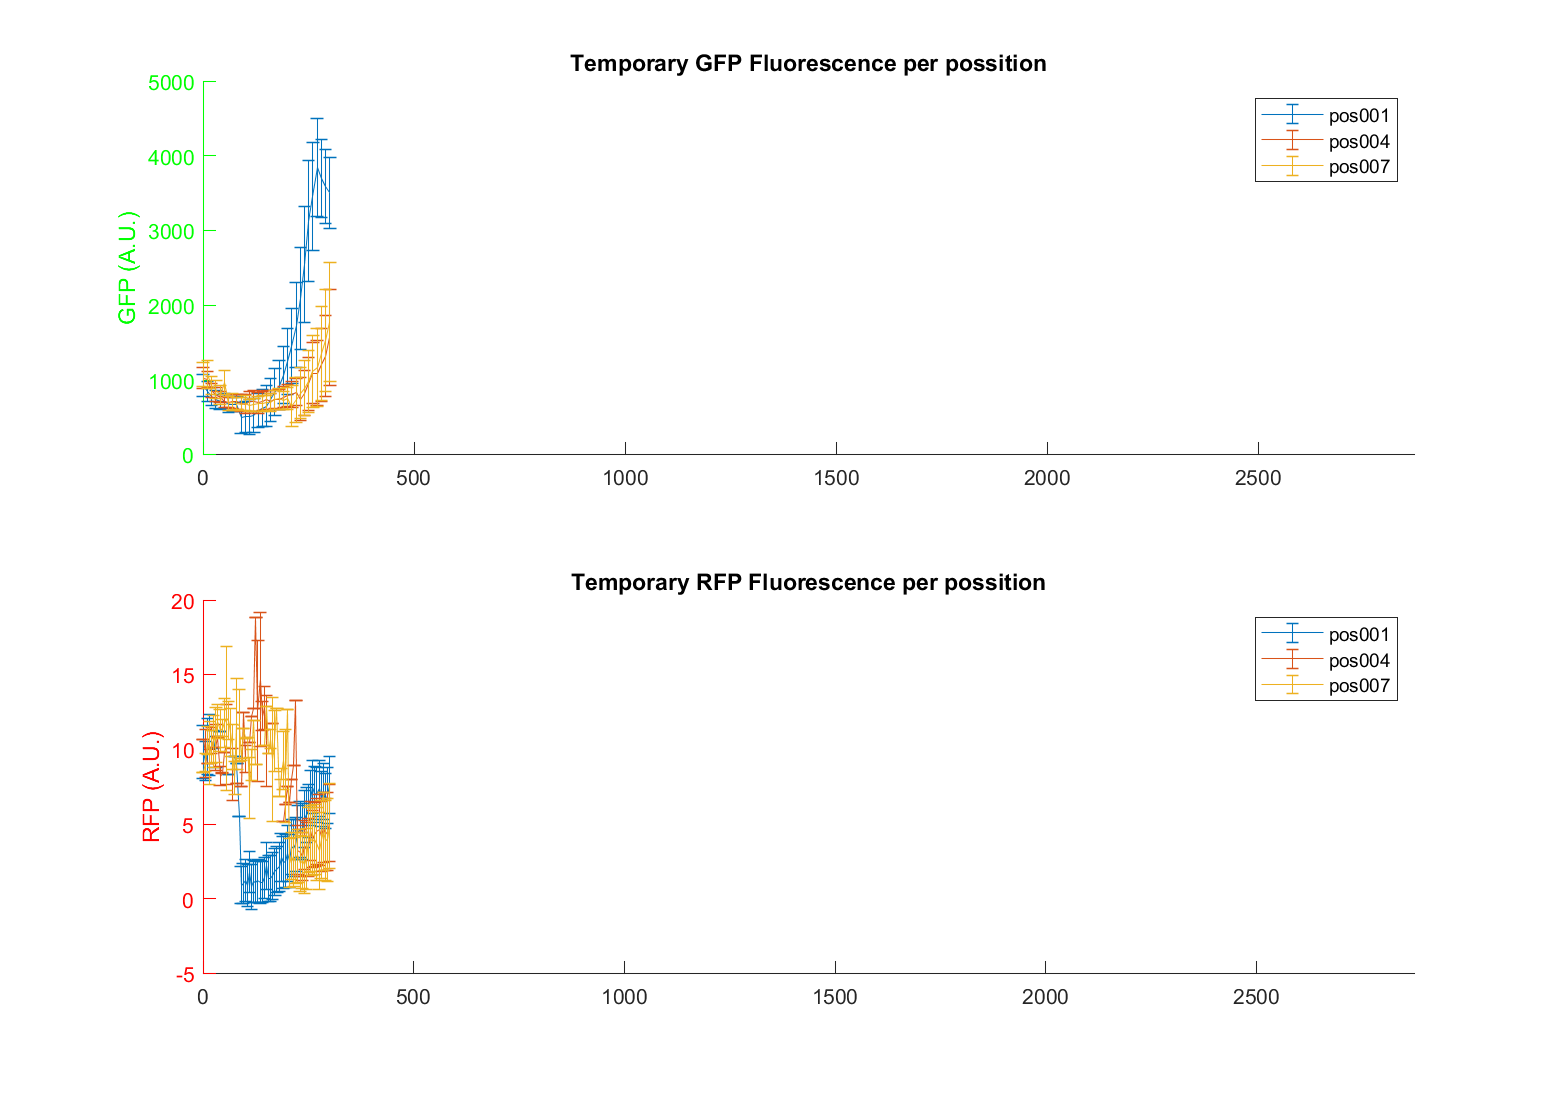 Temporary GFP Fluorescence per possition
5000
4000
3000
2000
1000
0
GFP (A.U.)
pos001
pos004
pos007
0 500 1000 1500 2000 2500
Temporary RFP Fluorescence per possition
20
15
10
5
0
-5
RFP (A.U.)
pos001
pos004
pos007
0 500 1000 1500 2000 2500